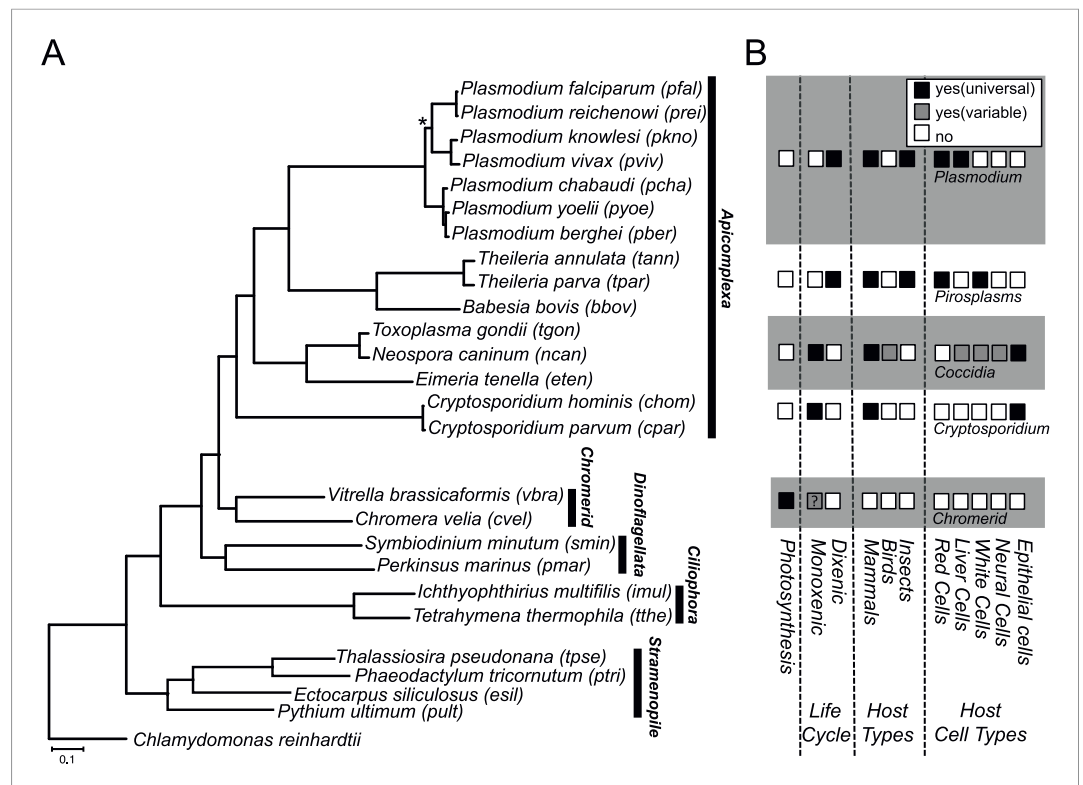 A
B
Plasmodium falciparum (pfal)
Plasmodium reichenowi (prei)
*
Plasmodium knowlesi (pkno)
Plasmodium vivax (pviv)
Plasmodium chabaudi (pcha)
Plasmodium yoelii (pyoe)
Plasmodium berghei (pber)
Theileria annulata (tann)
Theileria parva (tpar)
Babesia bovis (bbov)
Toxoplasma gondii (tgon)
Neospora caninum (ncan)
Eimeria tenella (eten)
Cryptosporidium hominis (chom)
Cryptosporidium parvum (cpar)
Apicomplexa
Vitrella brassicaformis (vbra)
Chromera velia (cvel)
Chromerid
Symbiodinium minutum (smin)
Perkinsus marinus (pmar)
Dinoflagellata
Ichthyophthirius multifilis (imul)
Tetrahymena thermophila (tthe)
Ciliophora
Thalassiosira pseudonana (tpse)
Phaeodactylum tricornutum (ptri)
Ectocarpus siliculosus (esil)
Pythium ultimum (pult)
Stramenopile
Chlamydomonas reinhardtii
0.1
yes(universal)
yes(variable)
no
Plasmodium
Pirosplasms
Coccidia
Cryptosporidium
?
Chromerid
Photosynthesis
Monoxenic
Dixenic
Mammals
Birds
Insects
Red Cells
Liver Cells
White Cells
Neural Cells
Epithelial cells
Life
Cycle
Host
Types
Host
Cell Types